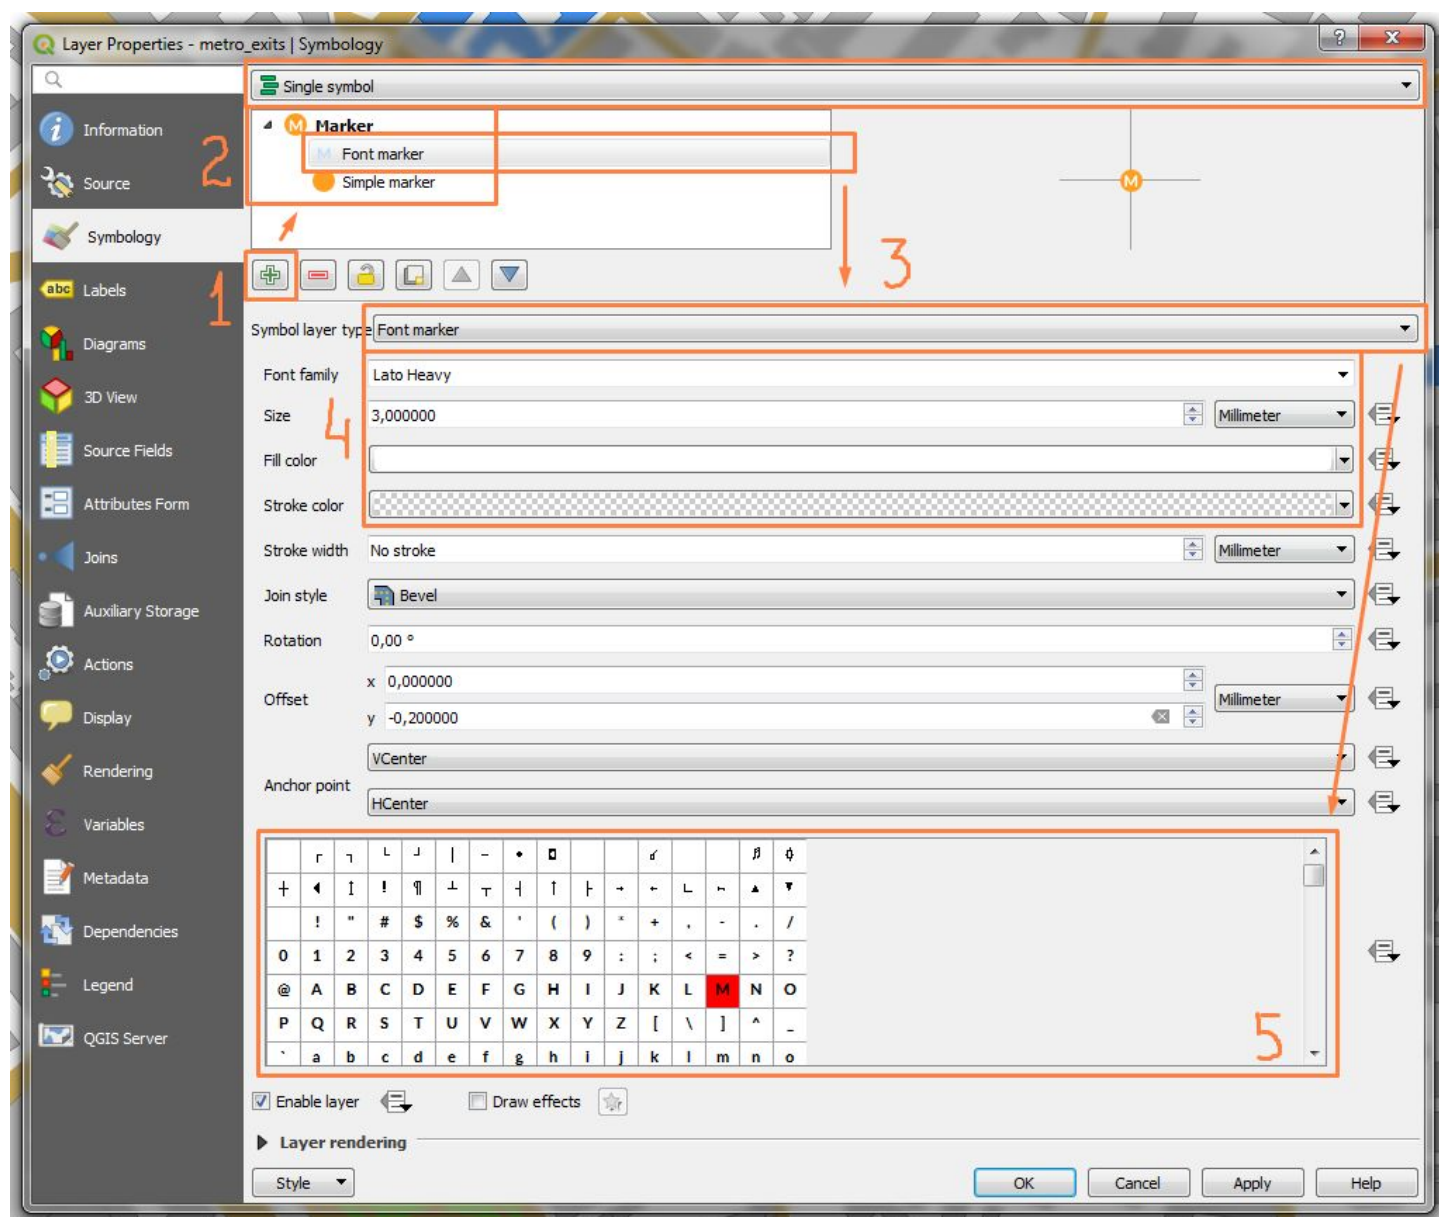 Layer Properties - metro_exits | Symbology
?
X
Single symbol
Information
M Marker
2
M Font marker
Source
Simple marker
M
Symbology
3
1
abc Labels
Symbol layer type Font marker
Diagrams
Font family Lato Heavy
3D View
Size 3,000000 Millimeter
4
Source Fields
Fill color
Attributes Form
Stroke color
Joins
Stroke width No stroke Millimeter
Auxiliary Storage
Join style Bevel
Rotation 0,00 °
Actions
x 0,000000
Offset Millimeter
Display
y -0,200000
Rendering
VCenter
Anchor point
HCenter
Variables
Metadata
! " # $ % & ' ( ) * + , - . /
Dependencies
0 1 2 3 4 5 6 7 8 9 : ; < = > ?
Legend
@ A B C D E F G H I J K L M N O
P Q R S T U V W X Y Z [ \ ] ^ _
5
QGIS Server
` a b c d e f g h i j k l m n o
Enable layer Draw effects
Layer rendering
Style OK Cancel Apply Help